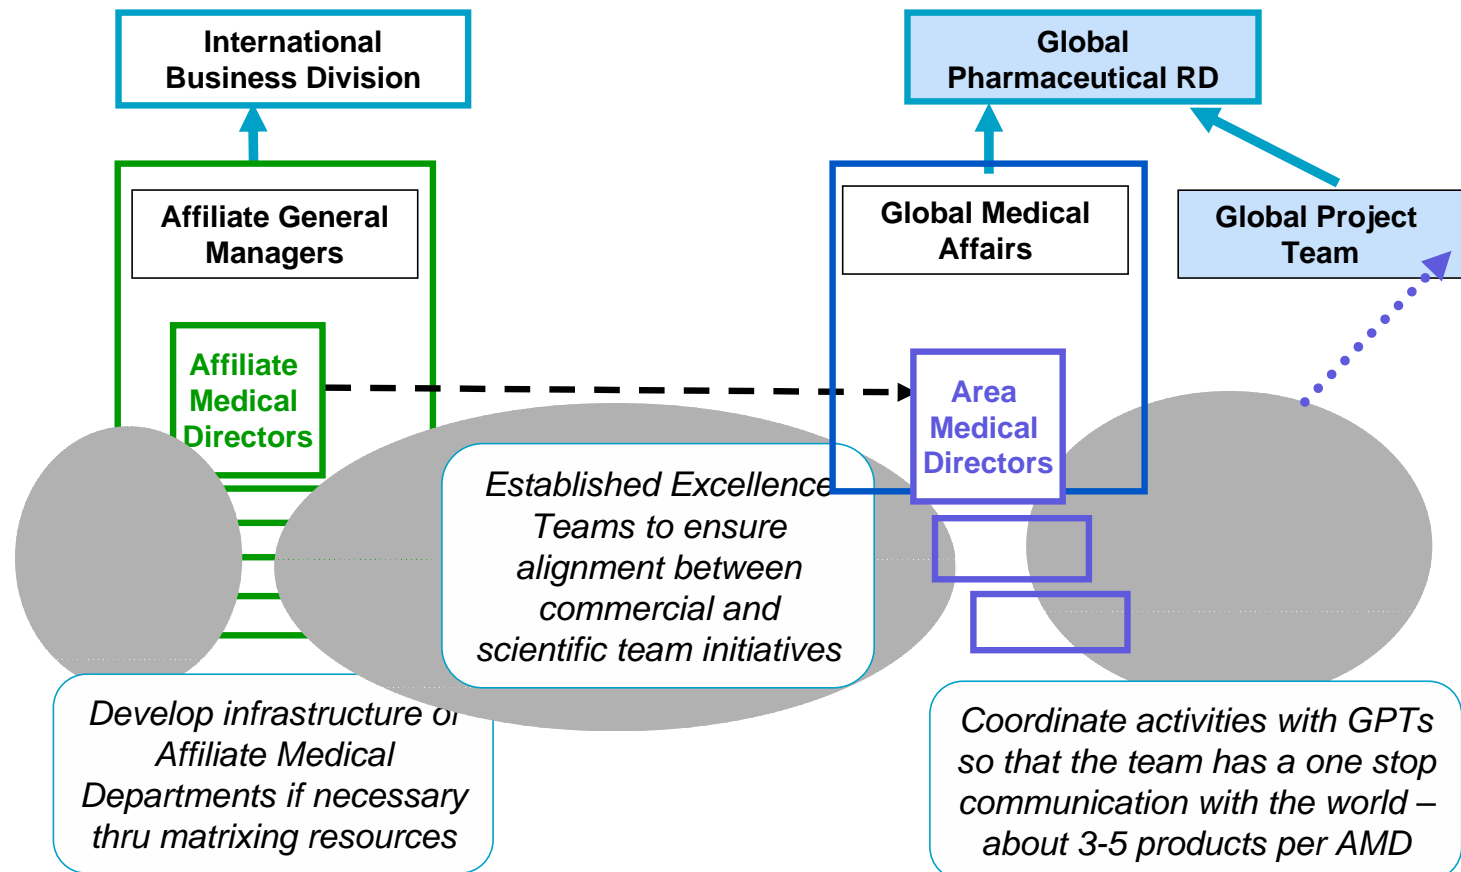 International
Business Division
Global
Pharmaceutical RD
Affiliate General
Managers
Global Medical
Affairs
Global Project
Team
Affiliate
Medical
Directors
Area
Medical
Directors
Established Excellence
Teams to ensure
alignment between
commercial and
scientific team initiatives
Develop infrastructure of
Affiliate Medical
Departments if necessary
thru matrixing resources
Coordinate activities with GPTs
so that the team has a one stop
communication with the world –
about 3-5 products per AMD